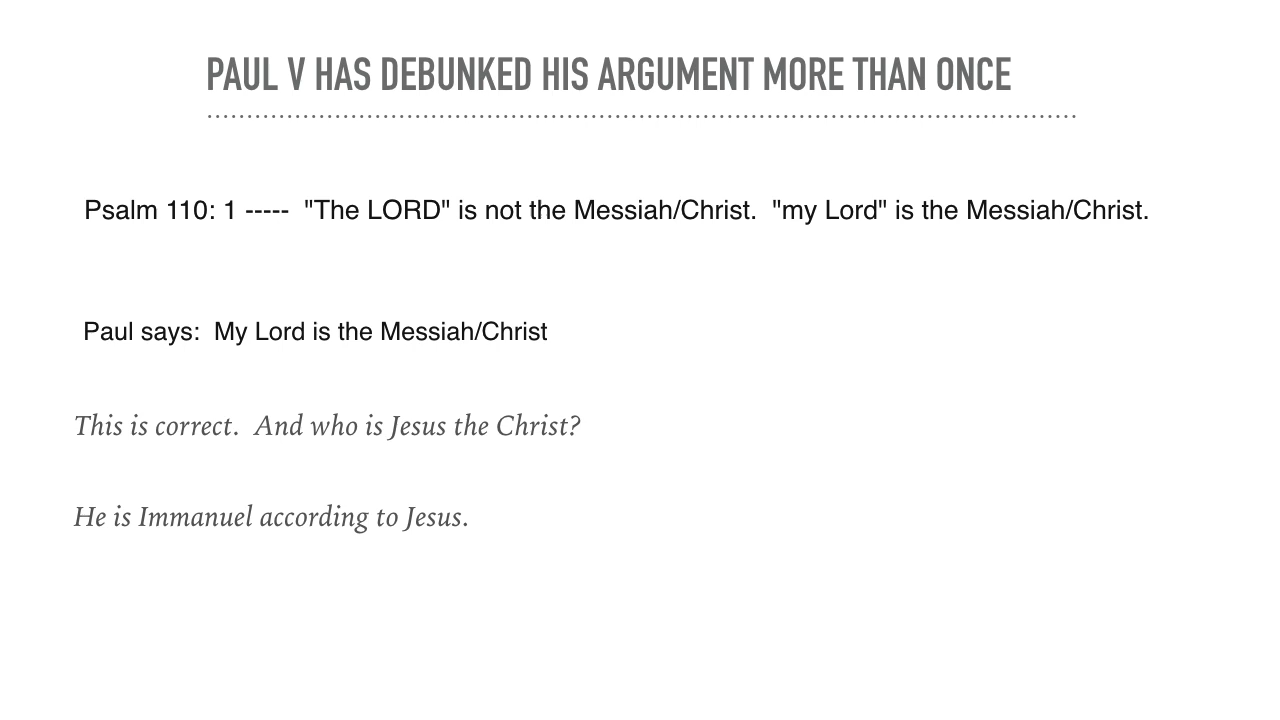 PAUL V HAS DEBUNKED HIS ARGUMENT MORE THAN ONCE
Psalm 110: 1 -----  "The LORD" is not the Messiah/Christ.  "my Lord" is the Messiah/Christ.
Paul says:  My Lord is the Messiah/Christ
This is correct.  And who is Jesus the Christ?
He is Immanuel according to Jesus.